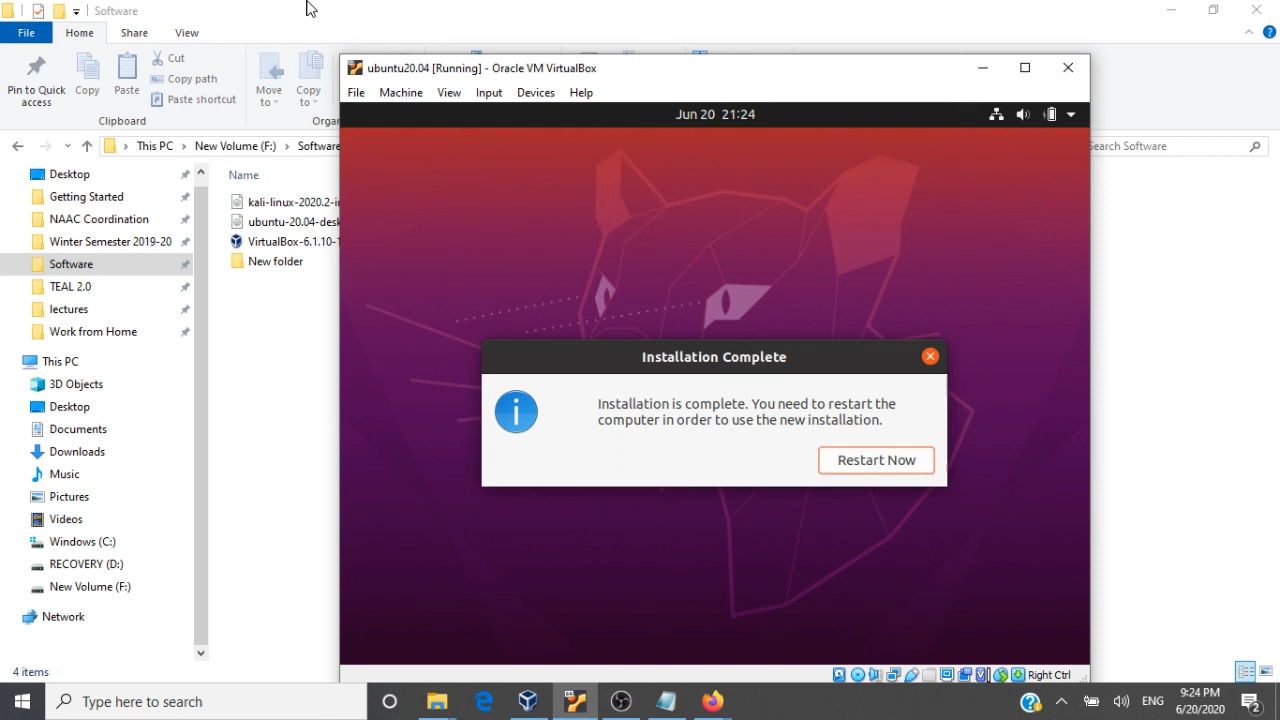 Software
File Home Share View
Pin to Quick access
Copy
Paste
Cut
Copy path
Paste shortcut
Clipboard
Move to
Copy to
Organ
This PC New Volume (F:) Software
Search Software
Desktop
Getting Started
NAAC Coordination
Winter Semester 2019-20
Software
TEAL 2.0
lectures
Work from Home
This PC
3D Objects
Desktop
Documents
Downloads
Music
Pictures
Videos
Windows (C:)
RECOVERY (D:)
New Volume (F:)
Network
4 items
Name
kali-linux-2020.2-in
ubuntu-20.04-desk
VirtualBox-6.1.10-1
New folder
ubuntu20.04 [Running] - Oracle VM VirtualBox
File Machine View Input Devices Help
Jun 20 21:24
Installation Complete
Installation is complete. You need to restart the
computer in order to use the new installation.
Restart Now
Right Ctrl
Type here to search
ENG
9:24 PM
6/20/2020
2